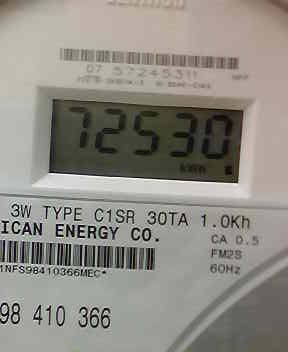 07 57245311
72530
kWh
3W TYPE C1SR 30TA 1.0Kh
ICAN ENERGY CO.
CA 0.5
FM2S
60Hz
1NFS98410366MEC*
98 410 366